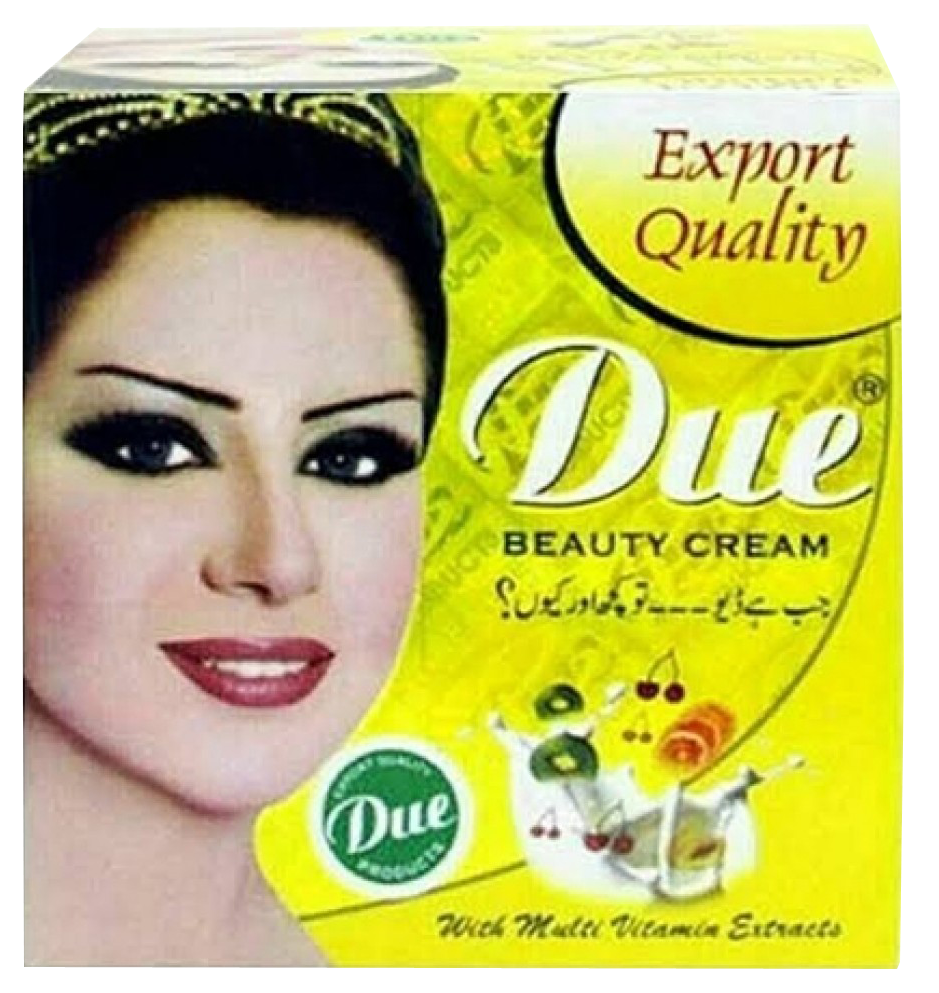 Export
Quality
Due®
BEAUTY CREAM
جب ہے ڈیو---تو کچھ اور کیوں؟
EXPORT QUALITY
Due
PRODUCTS
With Multi Vitamin Extracts